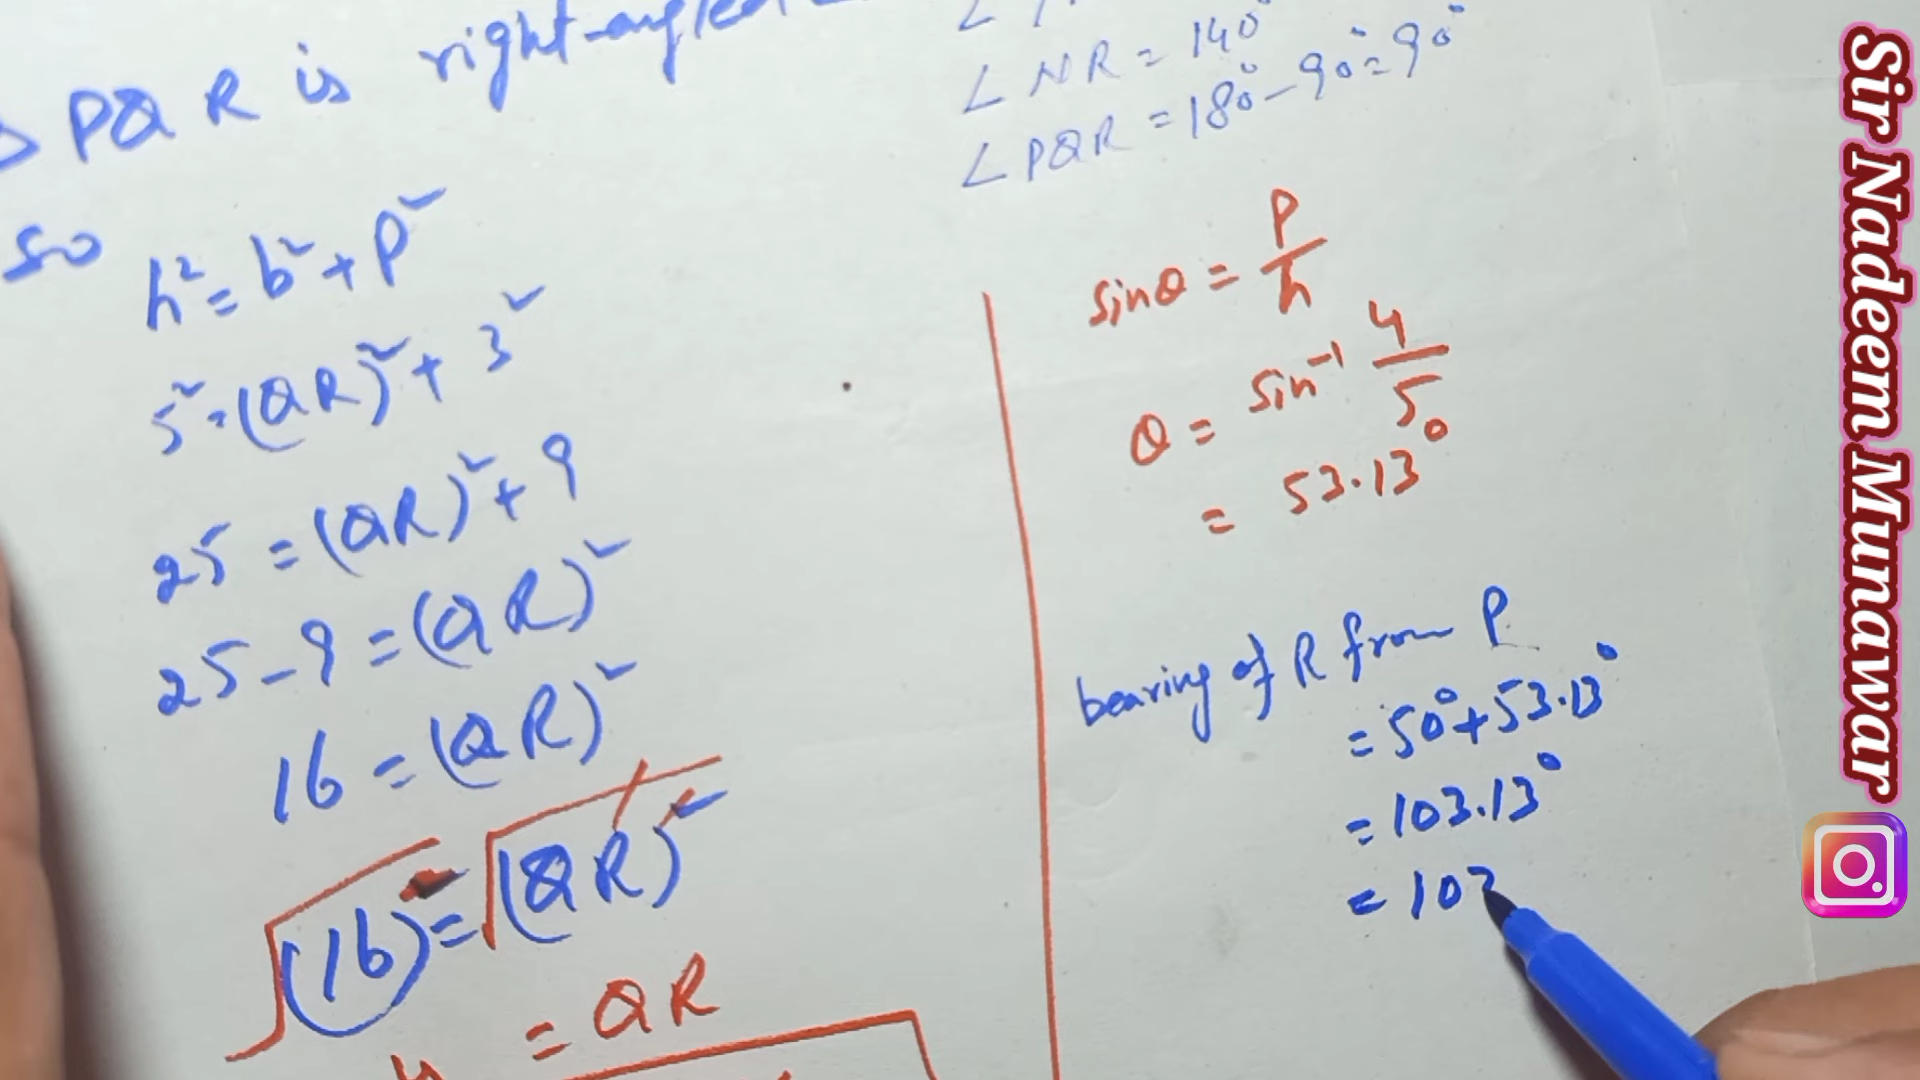 △ PQR is right-angled
so
h² = b² + p²
5² = (QR)² + 3²
25 = (QR)² + 9
25 - 9 = (QR)²
16 = (QR)²
√(16) = √(QR)²
4 = QR
∠NR = 140°
∠PQR = 180° - 90° = 90°
sinθ = P/h
θ = sin⁻¹ 4/5
= 53.13°
bearing of R from P
= 50° + 53.13°
= 103.13°
= 103
Sir Nadeem Munawar